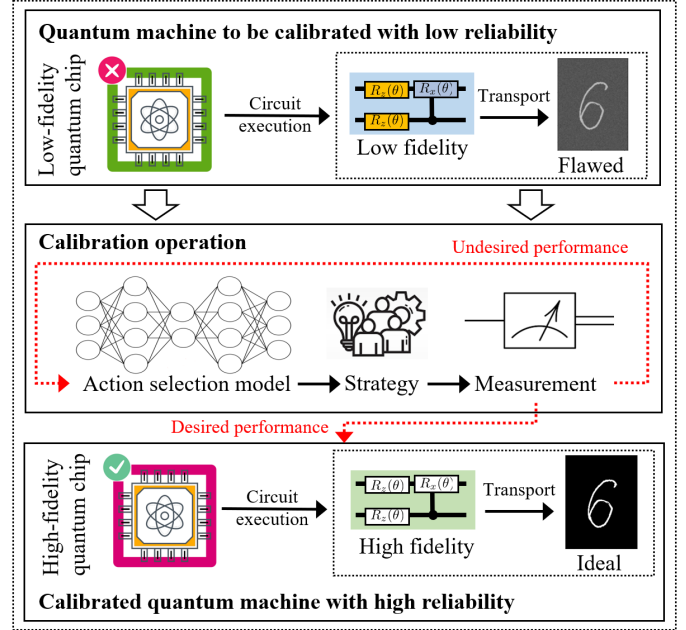 Quantum machine to be calibrated with low reliability
Low-fidelity
quantum chip
Circuit
execution
R_z(θ)
R_x(θ)
R_z(θ)
Low fidelity
Transport
6
Flawed
Calibration operation
Undesired performance
Action selection model
Strategy
Measurement
Desired performance
High-fidelity
quantum chip
Circuit
execution
R_z(θ)
R_x(θ)
R_z(θ)
High fidelity
Transport
6
Ideal
Calibrated quantum machine with high reliability